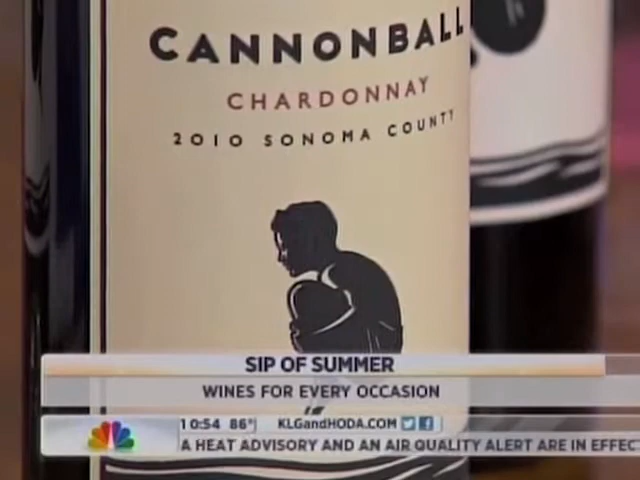 CANNONBALL
CHARDONNAY
2010 SONOMA COUNTY
SIP OF SUMMER
WINES FOR EVERY OCCASION
10:54 86° KLGandHODA.COM
A HEAT ADVISORY AND AN AIR QUALITY ALERT ARE IN EFFECT